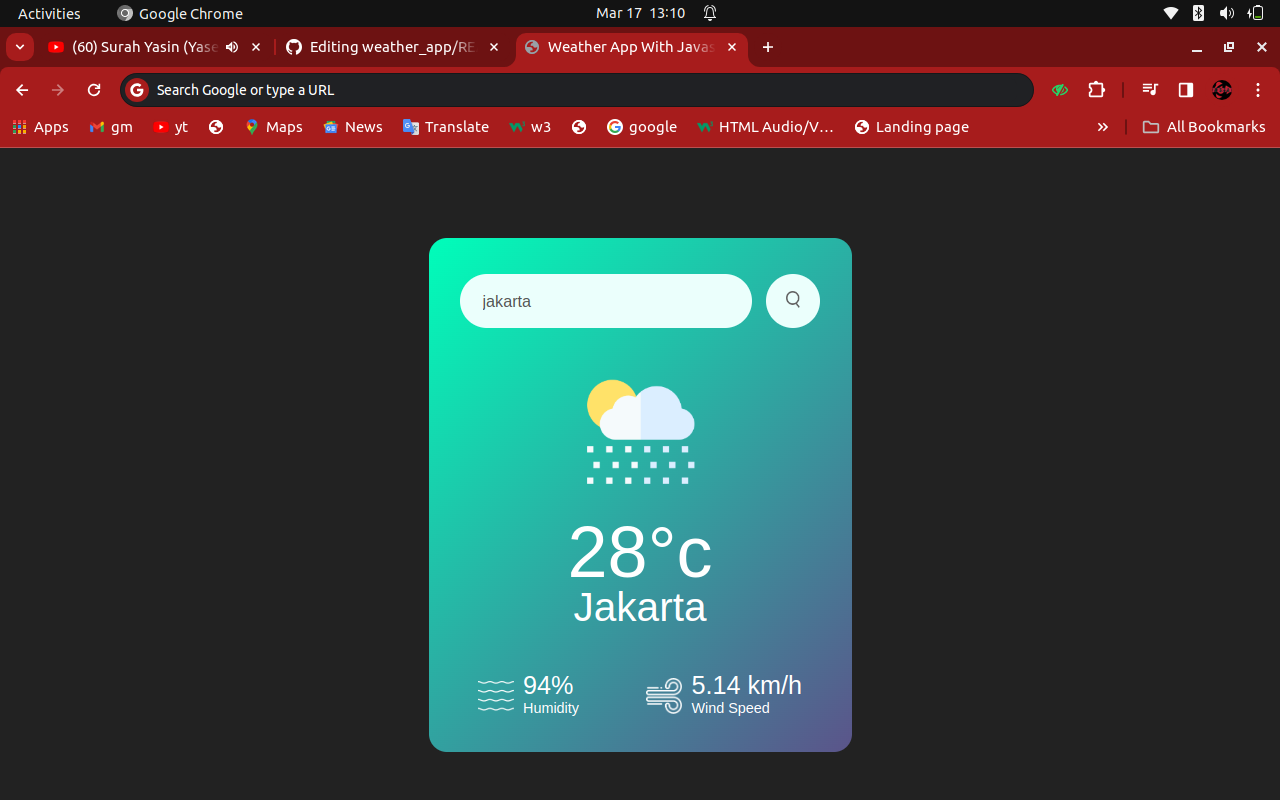 Activities Google Chrome Mar 17 13:10
(60) Surah Yasin (Yase Editing weather_app/RE Weather App With Javas
Search Google or type a URL
Apps gm yt Maps News Translate w3 google HTML Audio/V… Landing page » All Bookmarks
jakarta
28°c
Jakarta
94% 5.14 km/h
Humidity Wind Speed